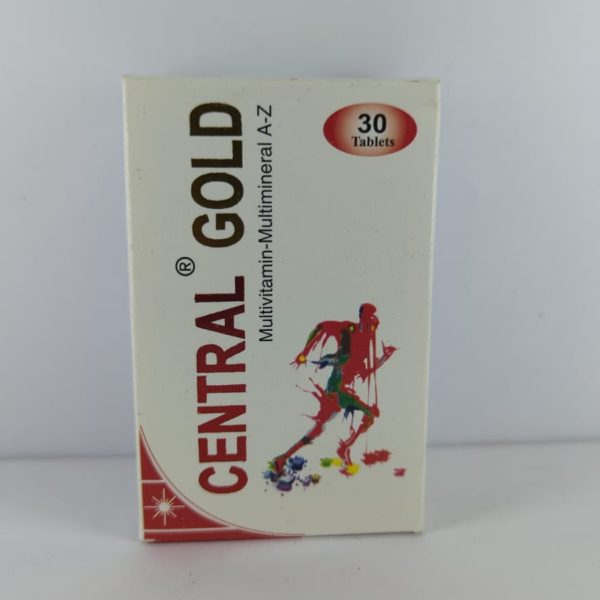 CENTRAL® GOLD
Multivitamin-Multimineral A-Z
30
Tablets